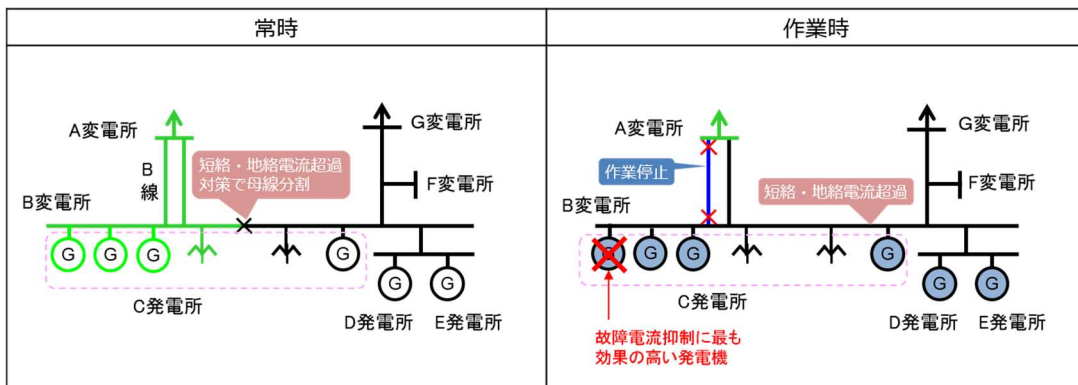 常時
作業時
A変電所
B
線
短絡・地絡電流超過
対策で母線分割
G変電所
F変電所
B変電所
G
G
G
G
C発電所
G
G
D発電所
E発電所
A変電所
作業停止
短絡・地絡電流超過
G変電所
F変電所
B変電所
G
G
G
G
C発電所
G
G
D発電所
E発電所
故障電流抑制に最も
効果の高い発電機